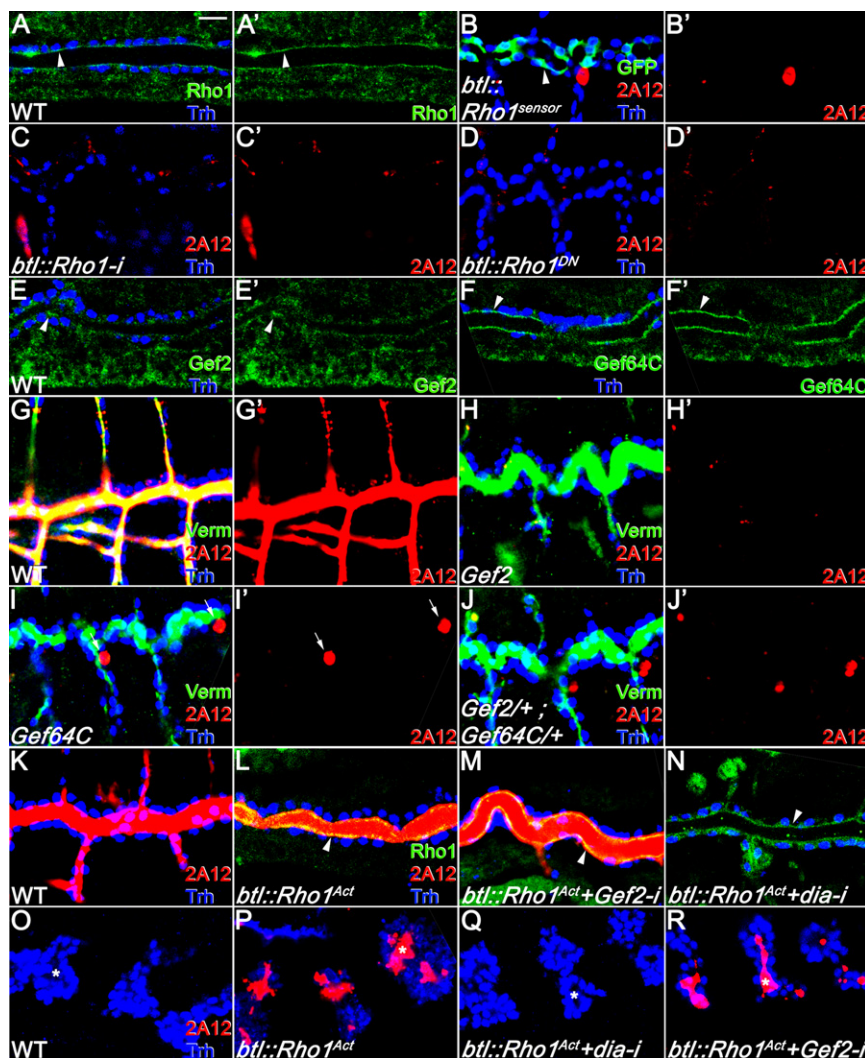 A
Rho1
Trh
WT
A'
Rho1
B
GFP
2A12
btl::
Rho1sensor
B'
2A12
C
2A12
Trh
btl::Rho1-i
C'
2A12
D
2A12
Trh
btl::Rho1DN
D'
2A12
E
Gef2
Trh
WT
E'
Gef2
F
Gef64C
Trh
F'
Gef64C
G
Verm
2A12
Trh
WT
G'
2A12
H
Verm
2A12
Trh
Gef2
H'
2A12
I
Verm
2A12
Trh
Gef64C
I'
2A12
J
Verm
2A12
Trh
Gef2/+ ;
Gef64C/+
J'
2A12
K
2A12
Trh
WT
L
Rho1
2A12
Trh
btl::Rho1Act
M
btl::Rho1Act+Gef2-i
N
btl::Rho1Act+dia-i
O
*
2A12
Trh
WT
P
*
btl::Rho1Act
Q
*
btl::Rho1Act+dia-i
R
*
btl::Rho1Act+Gef2-i